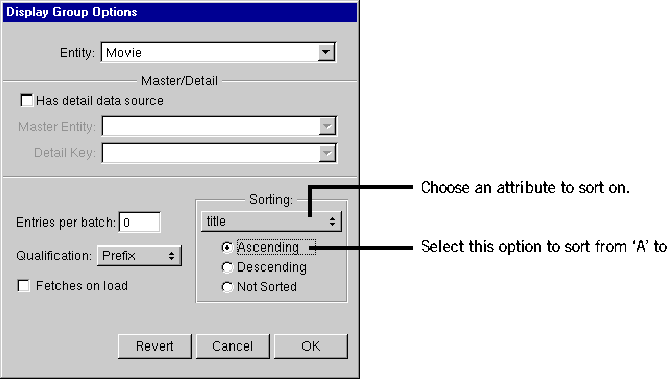 Display Group Options
Entity: Movie
Master/Detail
Has detail data source
Master Entity:
Detail Key:
Sorting:
title
Choose an attribute to sort on.
Entries per batch: 0
Ascending
Select this option to sort from ‘A’ to
Qualification: Prefix
Descending
Fetches on load
Not Sorted
Revert Cancel OK